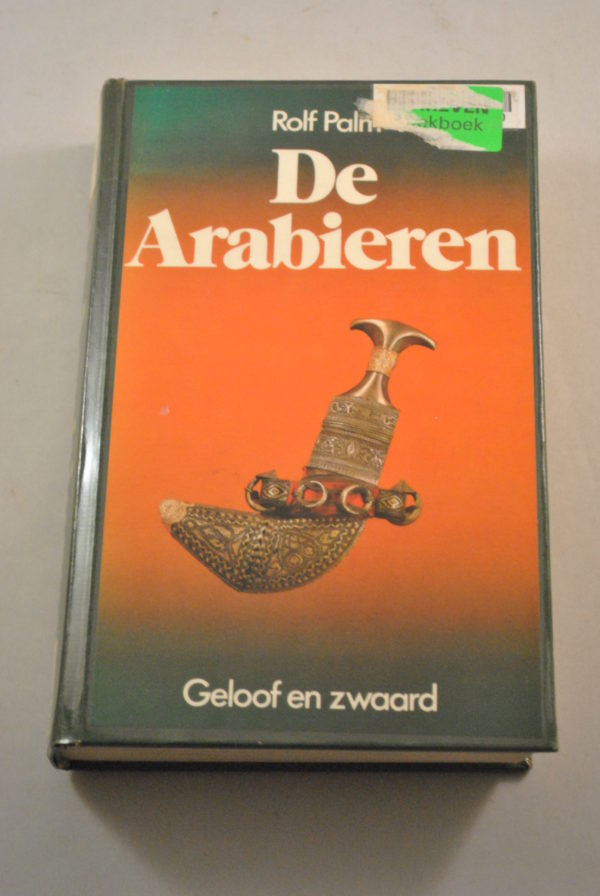 Rolf Palm
De
Arabieren
Geloof en zwaard